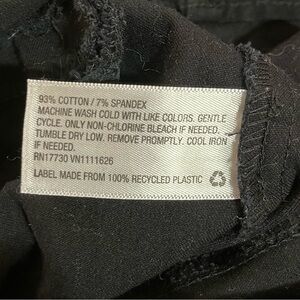 93% COTTON / 7% SPANDEX
MACHINE WASH COLD WITH LIKE COLORS. GENTLE
CYCLE. ONLY NON-CHLORINE BLEACH IF NEEDED.
TUMBLE DRY LOW. REMOVE PROMPTLY. COOL IRON
IF NEEDED.
RN17730 VN1111626
LABEL MADE FROM 100% RECYCLED PLASTIC